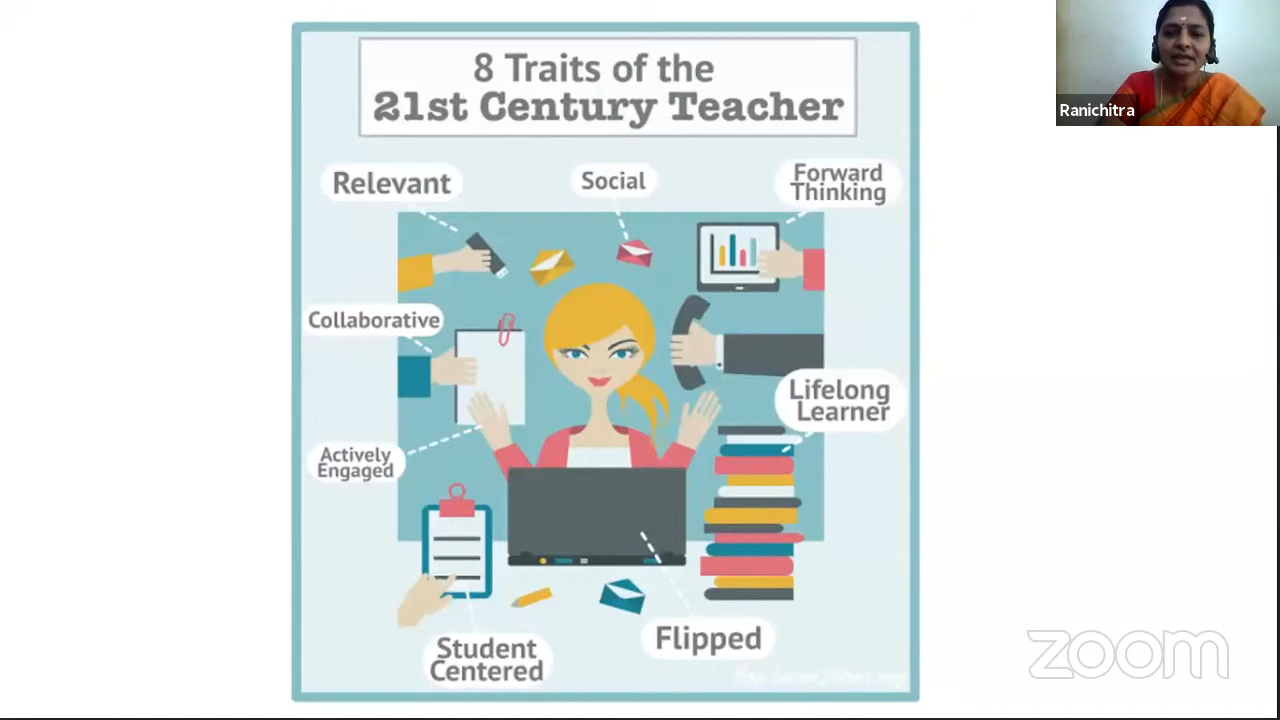 8 Traits of the
21st Century Teacher
Ranichitra
Relevant
Social
Forward
Thinking
Collaborative
Lifelong
Learner
Actively
Engaged
Student
Centered
Flipped
zoom